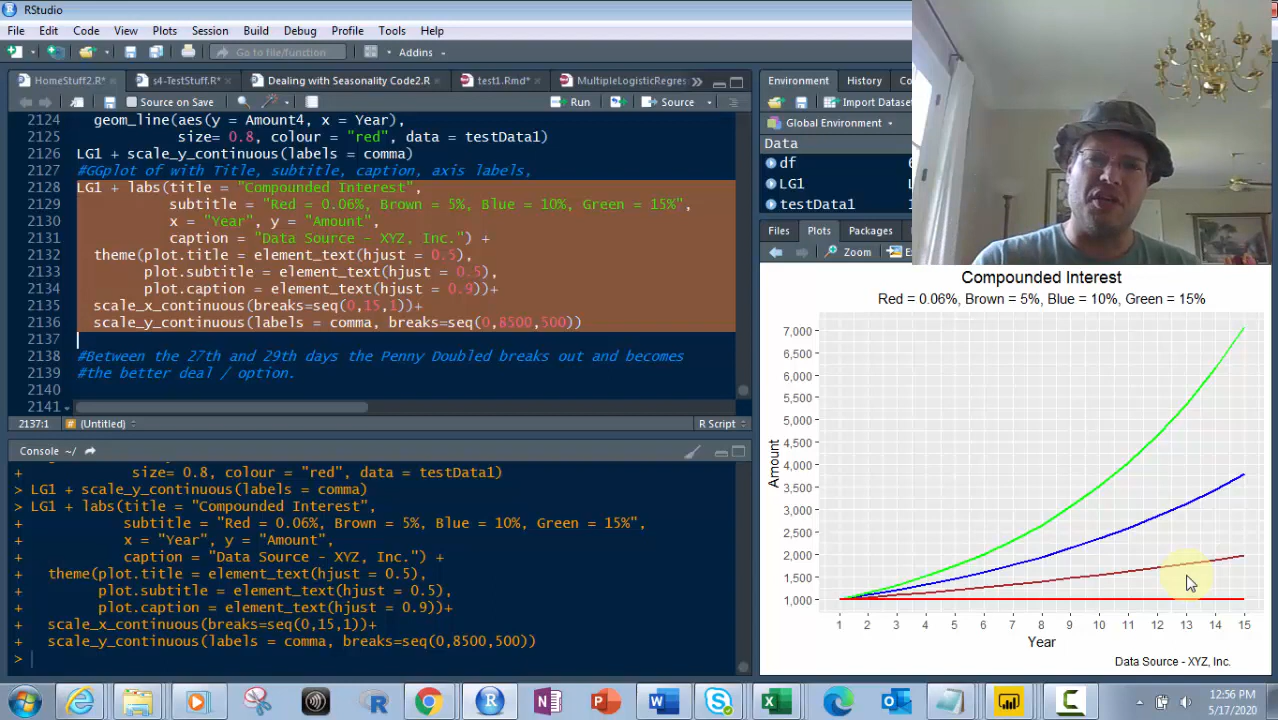 RStudio
File Edit Code View Plots Session Build Debug Profile Tools Help
Go to file/function Addins
HomeStuff2.R* s4-TestStuff.R* Dealing with Seasonality Code2.R test1.Rmd* MultipleLogisticRegres
Source on Save Run Source
2124 geom_line(aes(y = Amount4, x = Year),
2125 size= 0.8, colour = "red", data = testData1)
2126 LG1 + scale_y_continuous(labels = comma)
2127 #GGplot of with Title, subtitle, caption, axis labels,
2128 LG1 + labs(title = "Compounded Interest",
2129 subtitle = "Red = 0.06%, Brown = 5%, Blue = 10%, Green = 15%",
2130 x = "Year", y = "Amount",
2131 caption = "Data Source - XYZ, Inc.") +
2132 theme(plot.title = element_text(hjust = 0.5),
2133 plot.subtitle = element_text(hjust = 0.5),
2134 plot.caption = element_text(hjust = 0.9))+
2135 scale_x_continuous(breaks=seq(0,15,1))+
2136 scale_y_continuous(labels = comma, breaks=seq(0,8500,500))
2137
2138 #Between the 27th and 29th days the Penny Doubled breaks out and becomes
2139 #the better deal / option.
2140
2141
2137:1 # (Untitled) R Script
Console ~/
+ size= 0.8, colour = "red", data = testData1)
> LG1 + scale_y_continuous(labels = comma)
> LG1 + labs(title = "Compounded Interest",
+ subtitle = "Red = 0.06%, Brown = 5%, Blue = 10%, Green = 15%",
+ x = "Year", y = "Amount",
+ caption = "Data Source - XYZ, Inc.") +
+ theme(plot.title = element_text(hjust = 0.5),
+ plot.subtitle = element_text(hjust = 0.5),
+ plot.caption = element_text(hjust = 0.9))+
+ scale_x_continuous(breaks=seq(0,15,1))+
+ scale_y_continuous(labels = comma, breaks=seq(0,8500,500))
>
Environment History
Import Dataset
Global Environment
Data
df
LG1
testData1
Files Plots Packages
Zoom
Compounded Interest
Red = 0.06%, Brown = 5%, Blue = 10%, Green = 15%
7,000
6,500
6,000
5,500
5,000
4,500
4,000
3,500
3,000
2,500
2,000
1,500
1,000
Amount
1 2 3 4 5 6 7 8 9 10 11 12 13 14 15
Year
Data Source - XYZ, Inc.
12:56 PM
5/17/2020